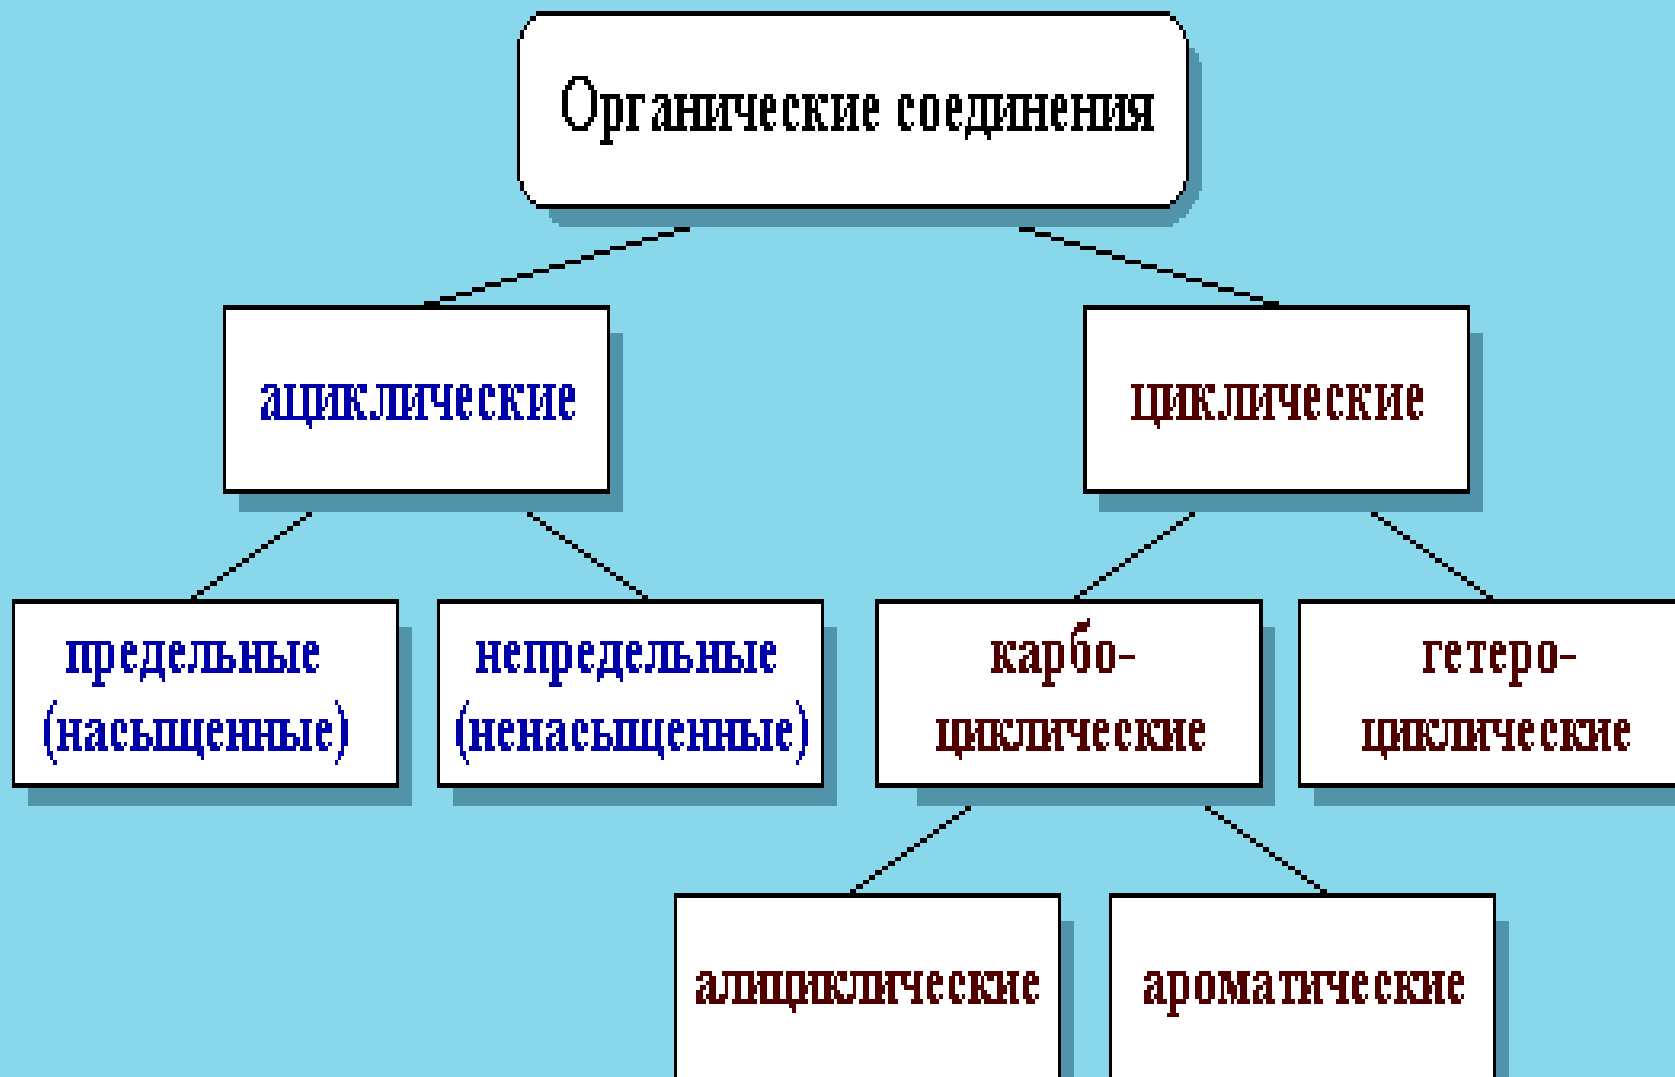 Органические соединения
ациклические
циклические
предельные
(насыщенные)
непредельные
(ненасыщенные)
карбо-
циклические
гетеро-
циклические
алициклические
ароматические